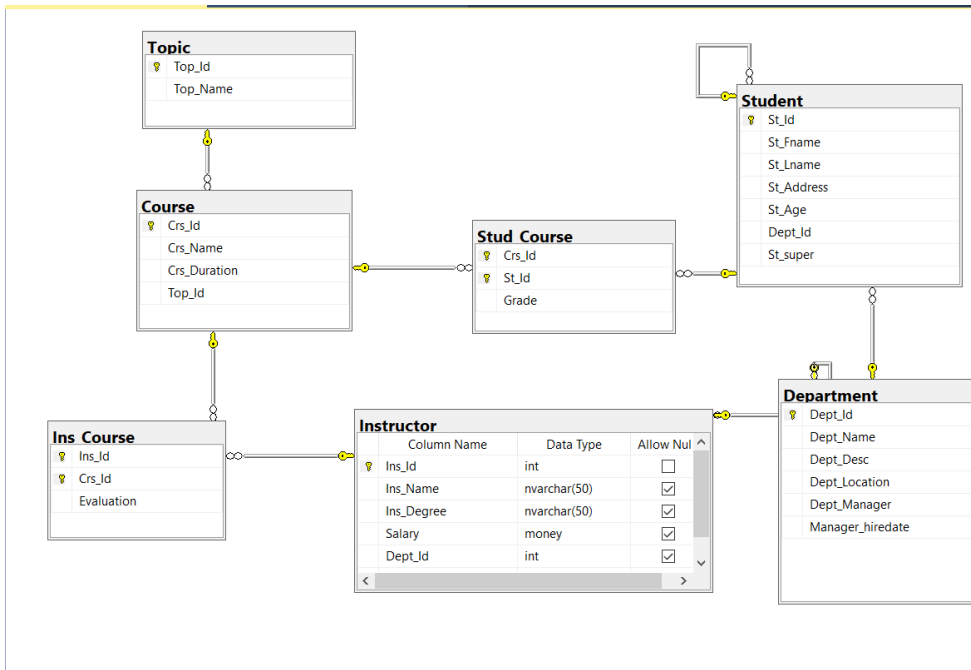 Topic
Top_Id
Top_Name
Course
Crs_Id
Crs_Name
Crs_Duration
Top_Id
Stud_Course
Crs_Id
St_Id
Grade
Student
St_Id
St_Fname
St_Lname
St_Address
St_Age
Dept_Id
St_super
Ins_Course
Ins_Id
Crs_Id
Evaluation
Instructor
Column Name Data Type Allow Nul
Ins_Id int
Ins_Name nvarchar(50)
Ins_Degree nvarchar(50)
Salary money
Dept_Id int
Department
Dept_Id
Dept_Name
Dept_Desc
Dept_Location
Dept_Manager
Manager_hiredate